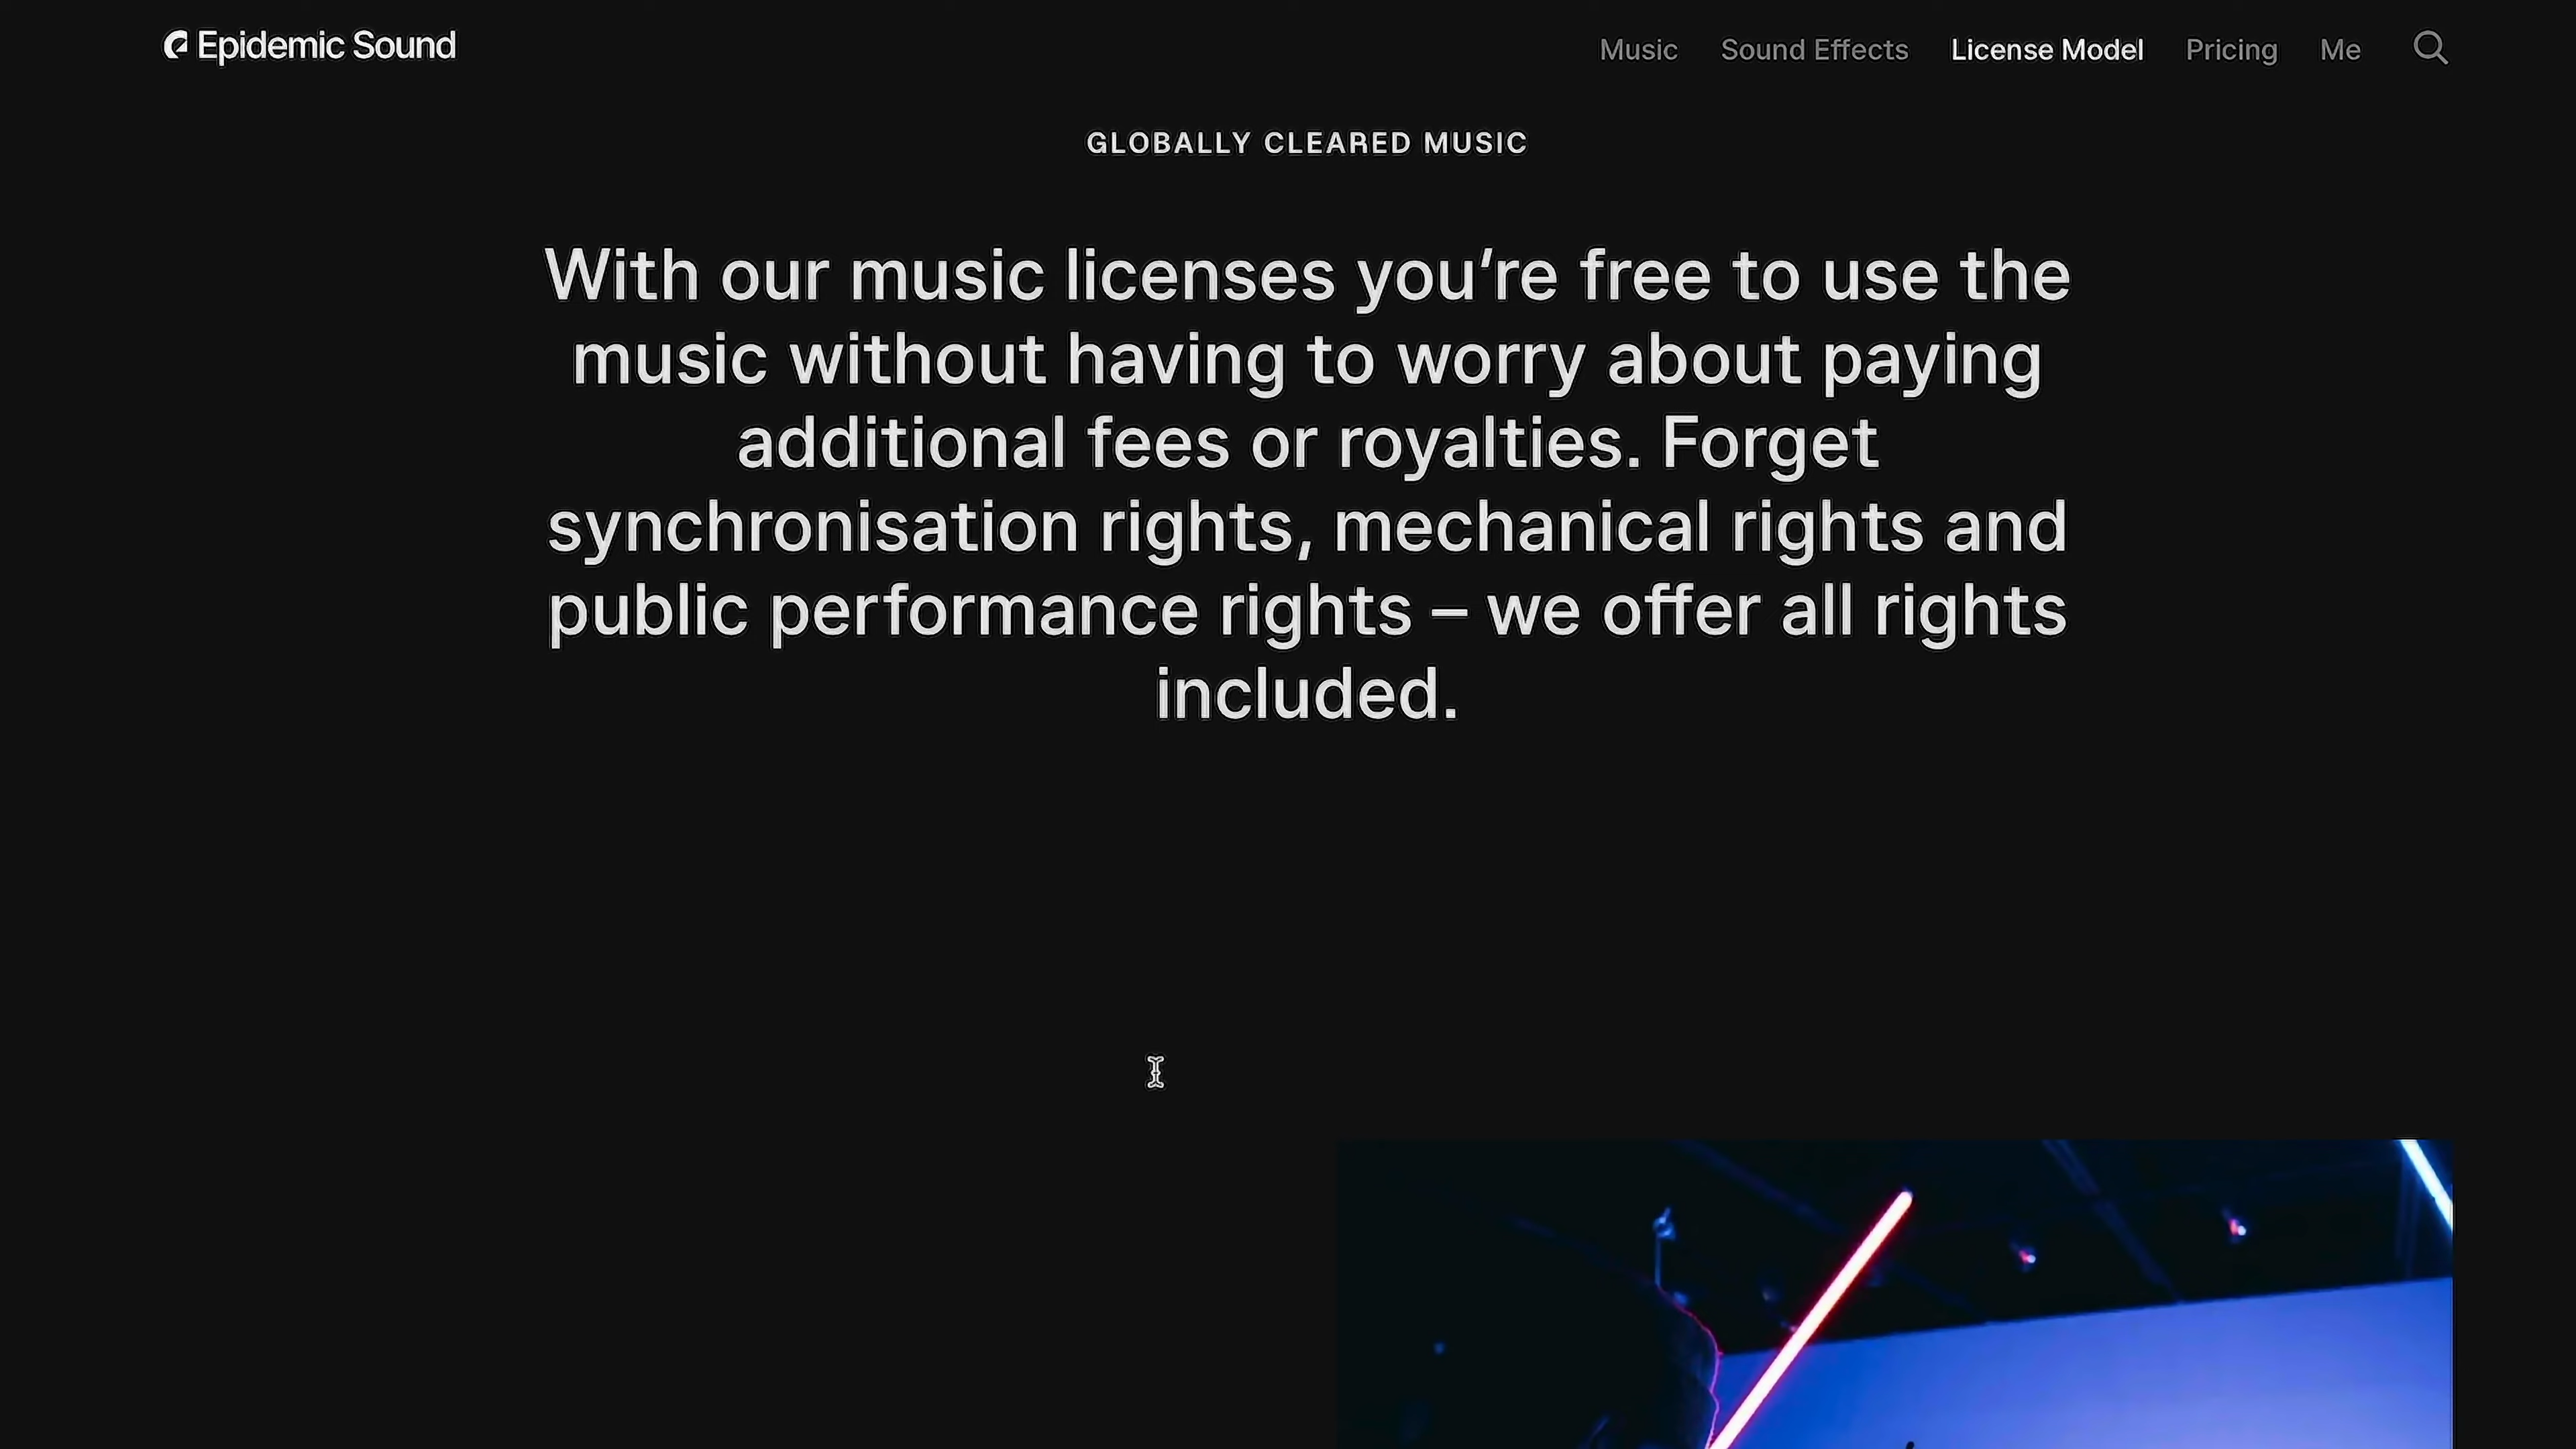 Epidemic Sound
Music
Sound Effects
License Model
Pricing
Me
GLOBALLY CLEARED MUSIC
With our music licenses you’re free to use the
music without having to worry about paying
additional fees or royalties. Forget
synchronisation rights, mechanical rights and
public performance rights – we offer all rights
included.